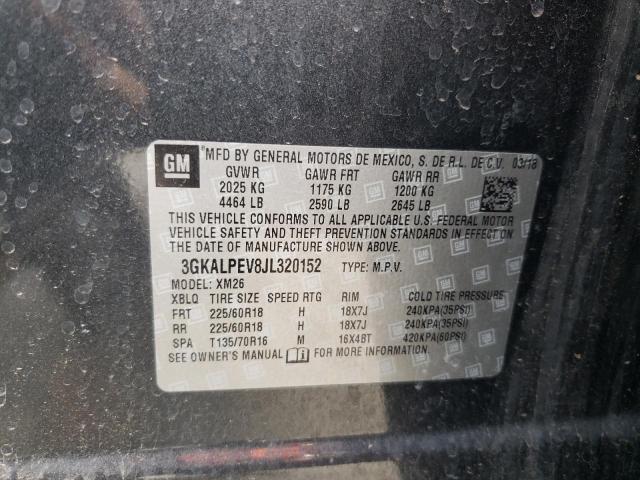 GM
MFD BY GENERAL MOTORS DE MEXICO, S. DE R.L. DE C.V. 03/18
GVWR GAWR FRT GAWR RR
2025 KG 1175 KG 1200 KG
4464 LB 2590 LB 2645 LB
THIS VEHICLE CONFORMS TO ALL APPLICABLE U.S. FEDERAL MOTOR
VEHICLE SAFETY AND THEFT PREVENTION STANDARDS IN EFFECT ON
THE DATE OF MANUFACTURE SHOWN ABOVE.
3GKALPEV8JL320152 TYPE: M.P.V.
MODEL: XM26
XBLQ TIRE SIZE SPEED RTG RIM COLD TIRE PRESSURE
FRT 225/60R18 H 18X7J 240KPA(35PSI)
RR 225/60R18 H 18X7J 240KPA(35PSI)
SPA T135/70R16 M 16X4BT 420KPA(60PSI)
SEE OWNER'S MANUAL FOR MORE INFORMATION.